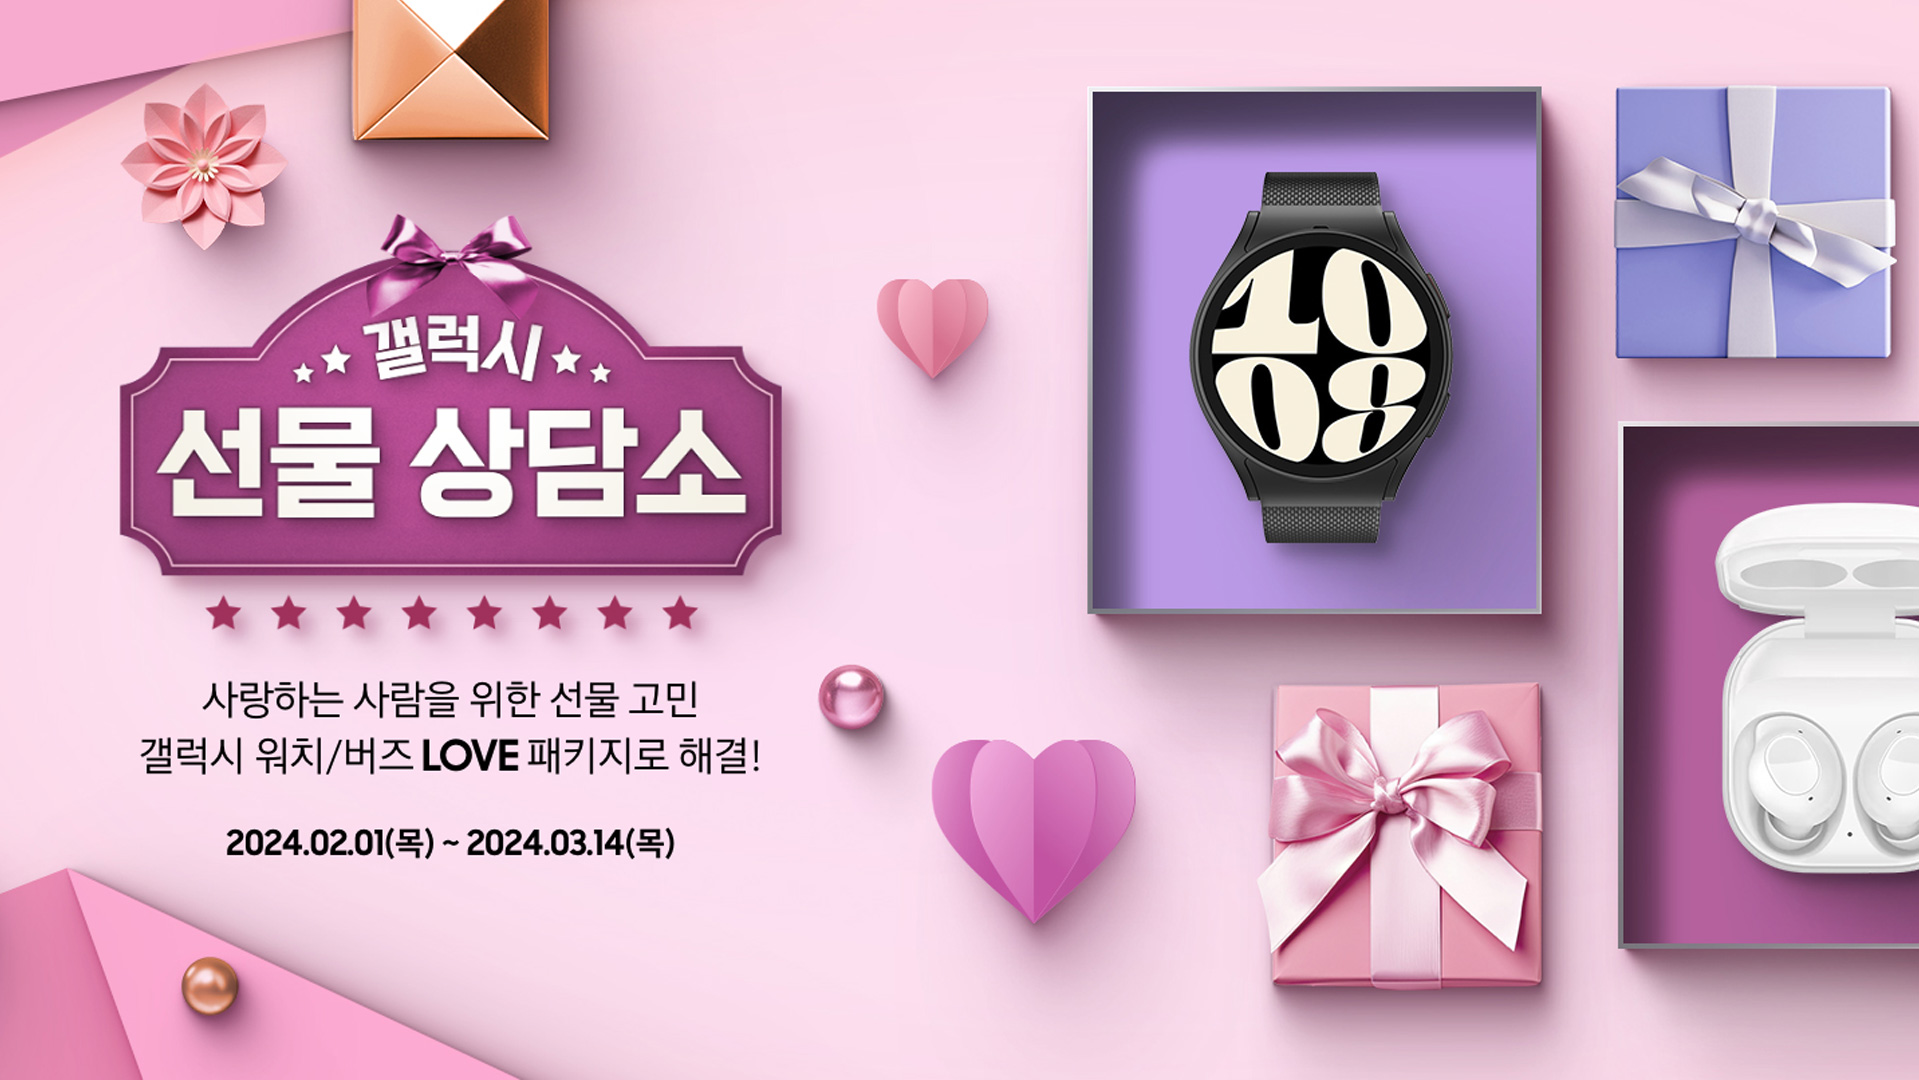 갤럭시
선물 상담소
사랑하는 사람을 위한 선물 고민
갤럭시 워치/버즈 LOVE 패키지로 해결!
2024.02.01(목) ~ 2024.03.14(목)
10
08